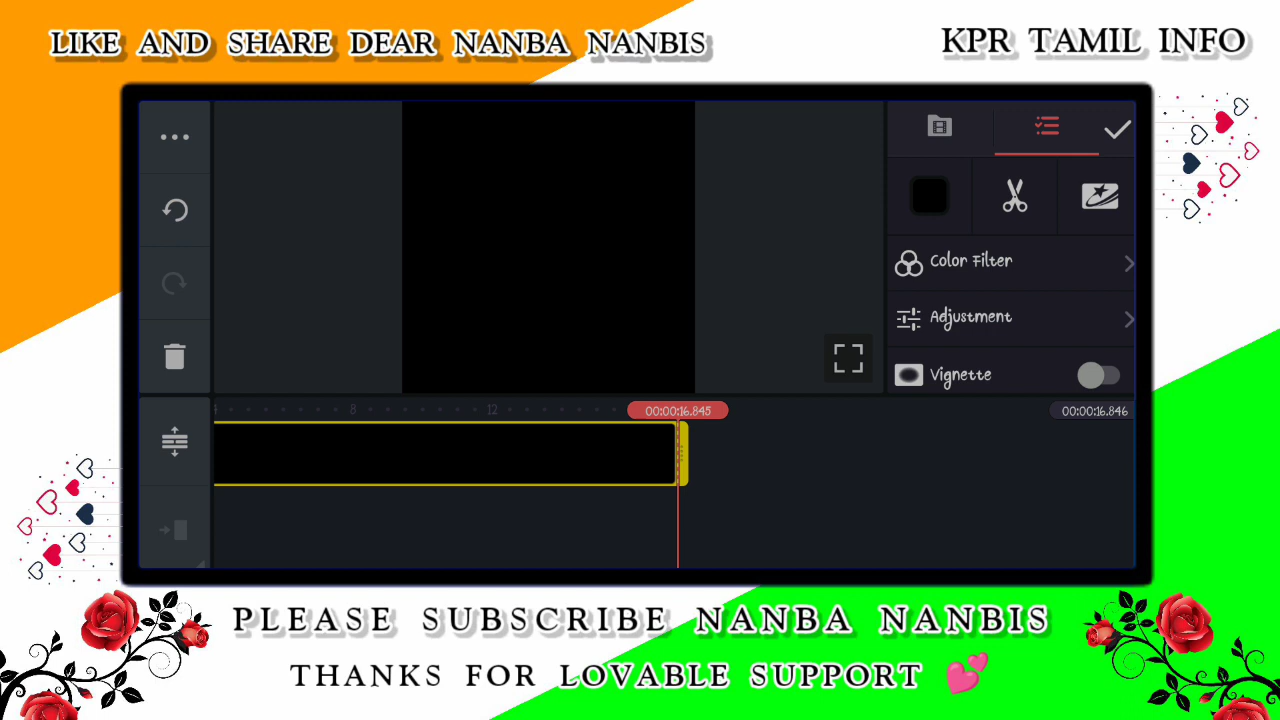 LIKE AND SHARE DEAR NANBA NANBIS
KPR TAMIL INFO
Color Filter
Adjustment
Vignette
8
12
00:00:16.845
00:00:16.846
PLEASE SUBSCRIBE NANBA NANBIS
THANKS FOR LOVABLE SUPPORT 💕